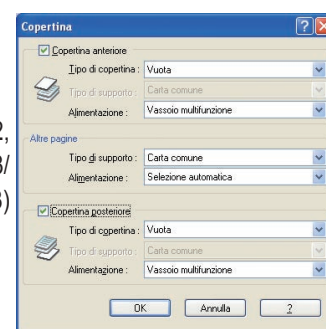 Copertina
Copertina anteriore
Tipo di copertina : Vuota
Tipo di supporto : Carta comune
Alimentazione : Vassoio multifunzione
Altre pagine
Tipo di supporto : Carta comune
Alimentazione : Selezione automatica
Copertina posteriore
Tipo di copertina : Vuota
Tipo di supporto : Carta comune
Alimentazione : Vassoio multifunzione
OK Annulla ?